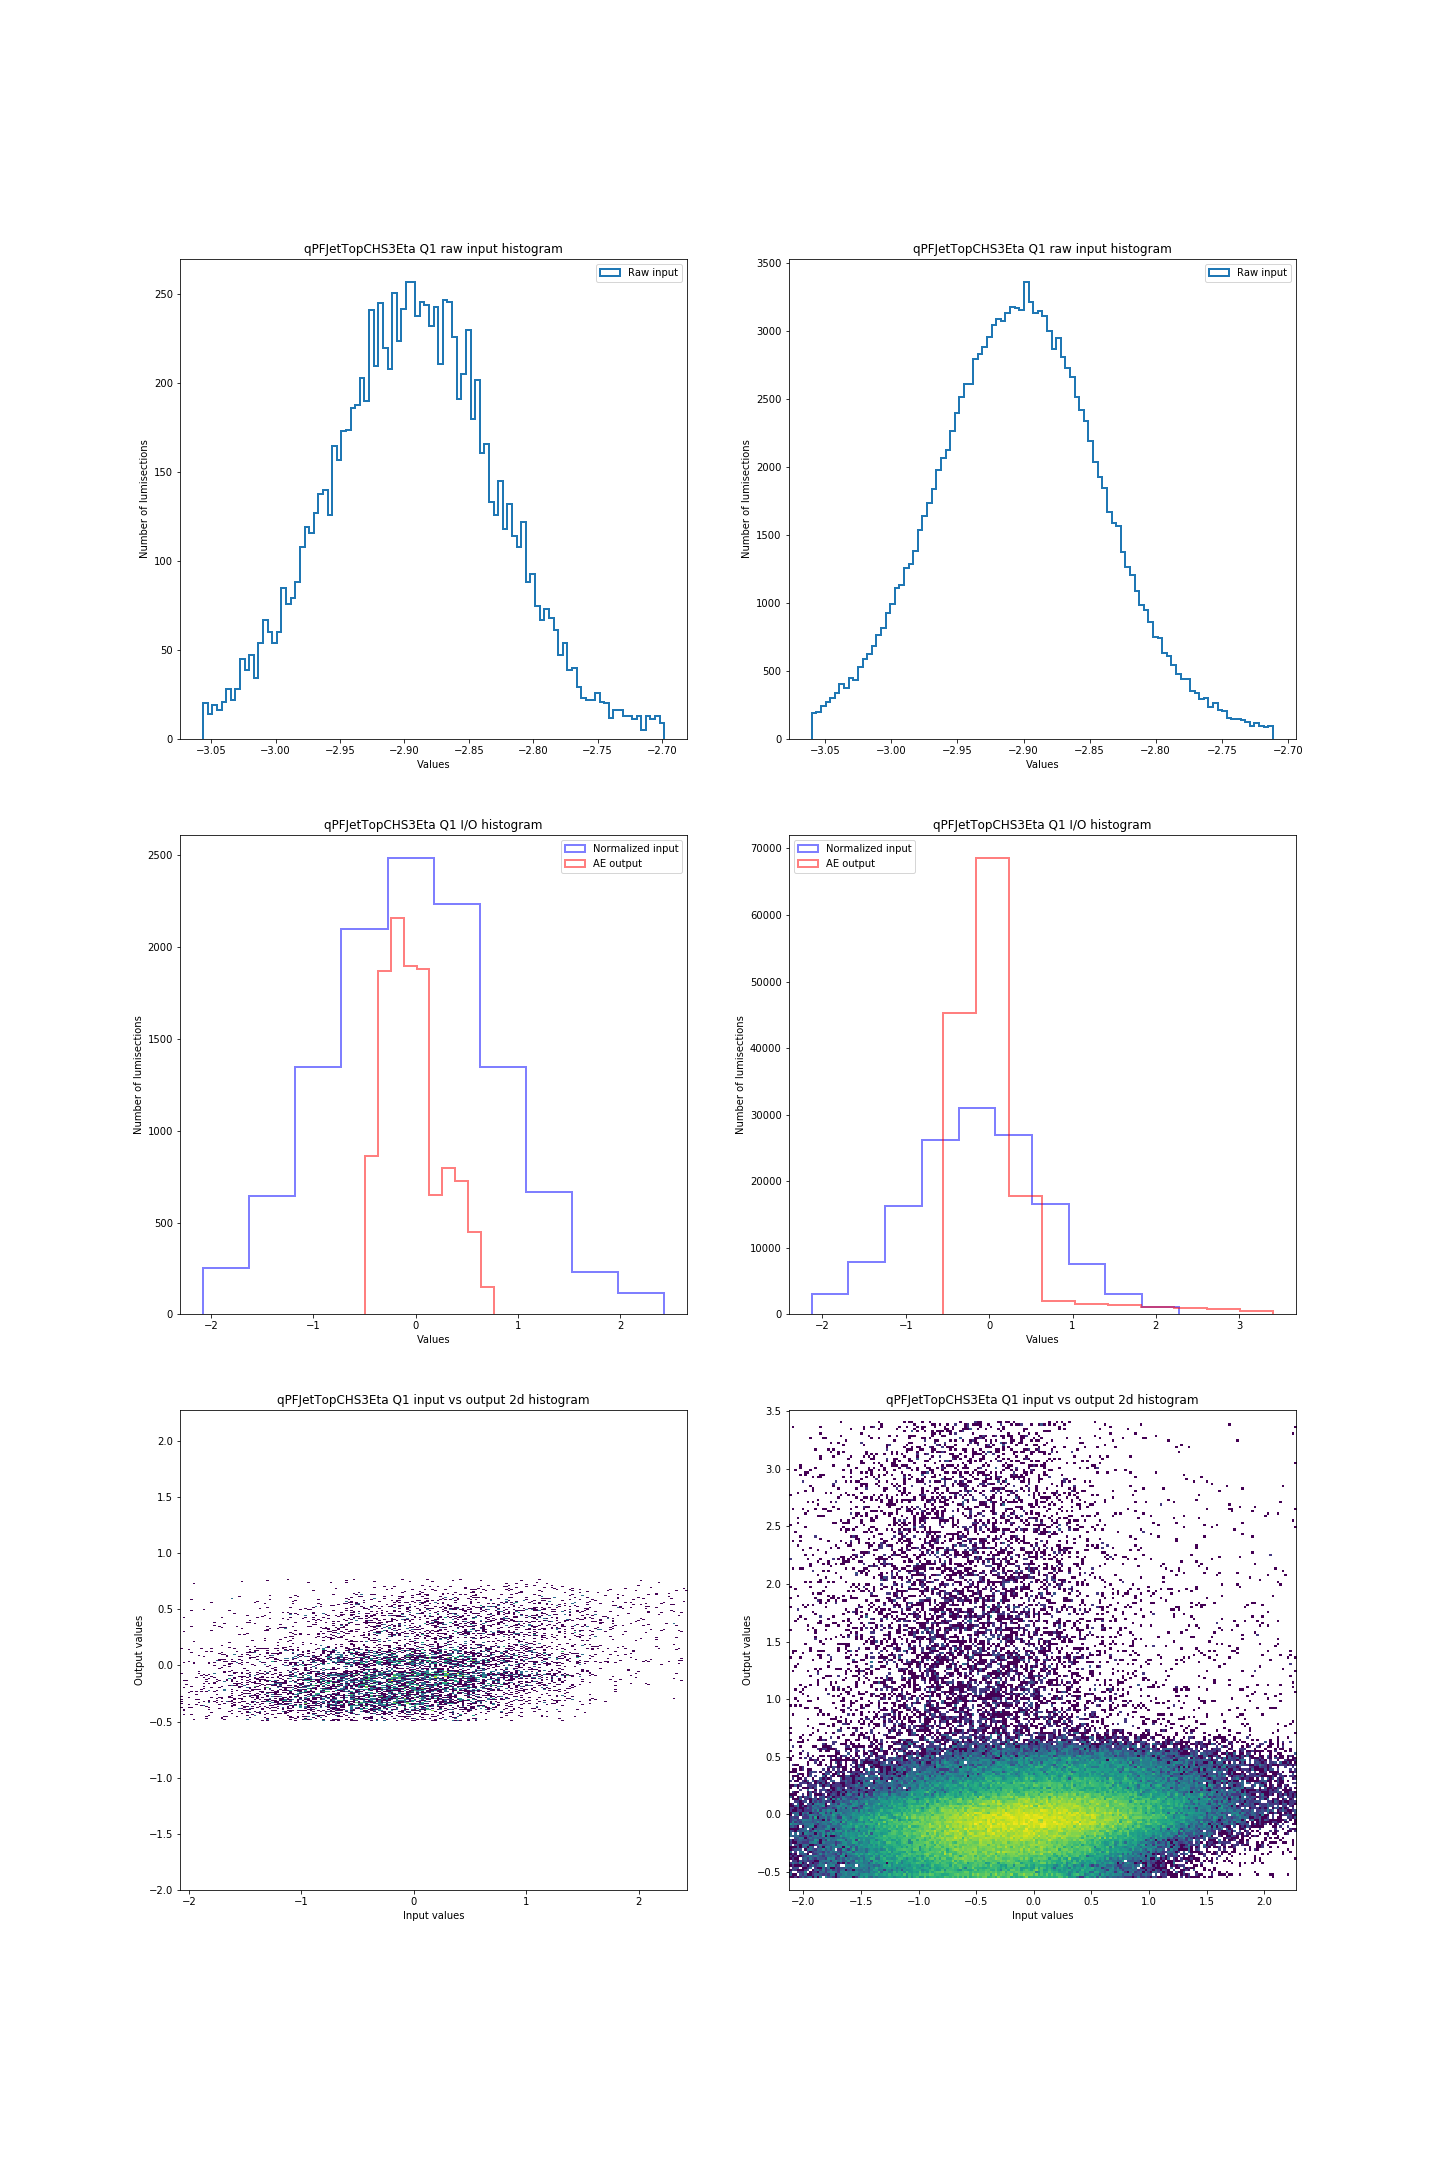 qPFJetTopCHS3Eta Q1 raw input histogram
Raw input
250
200
150
100
50
0
Number of lumisections
−3.05 −3.00 −2.95 −2.90 −2.85 −2.80 −2.75 −2.70
Values
qPFJetTopCHS3Eta Q1 raw input histogram
Raw input
3500
3000
2500
2000
1500
1000
500
0
Number of lumisections
−3.05 −3.00 −2.95 −2.90 −2.85 −2.80 −2.75 −2.70
Values
qPFJetTopCHS3Eta Q1 I/O histogram
Normalized input
AE output
2500
2000
1500
1000
500
0
Number of lumisections
−2 −1 0 1 2
Values
qPFJetTopCHS3Eta Q1 I/O histogram
Normalized input
AE output
70000
60000
50000
40000
30000
20000
10000
0
Number of lumisections
−2 −1 0 1 2 3
Values
qPFJetTopCHS3Eta Q1 input vs output 2d histogram
2.0
1.5
1.0
0.5
0.0
−0.5
−1.0
−1.5
−2.0
Output values
−2 −1 0 1 2
Input values
qPFJetTopCHS3Eta Q1 input vs output 2d histogram
3.5
3.0
2.5
2.0
1.5
1.0
0.5
0.0
−0.5
Output values
−2.0 −1.5 −1.0 −0.5 0.0 0.5 1.0 1.5 2.0
Input values